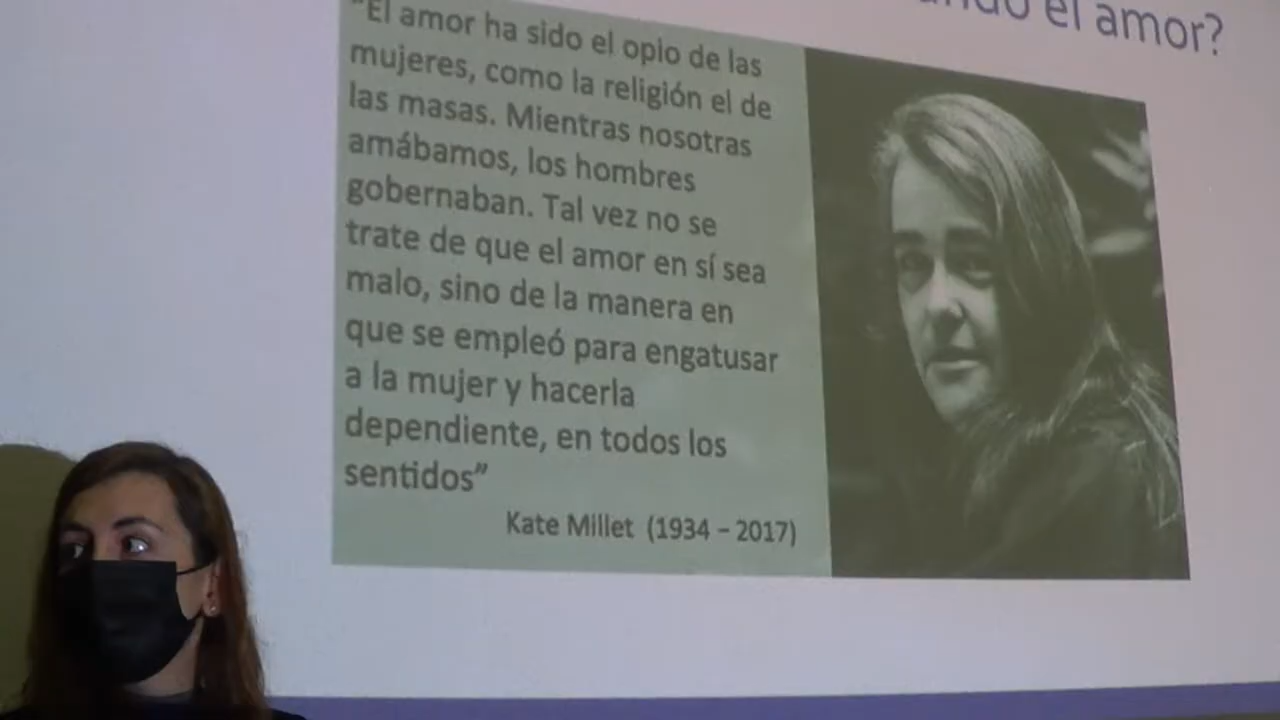 el amor?
"El amor ha sido el opio de las
mujeres, como la religión el de
las masas. Mientras nosotras
amábamos, los hombres
gobernaban. Tal vez no se
trate de que el amor en sí sea
malo, sino de la manera en
que se empleó para engatusar
a la mujer y hacerla
dependiente, en todos los
sentidos”
Kate Millet (1934 – 2017)